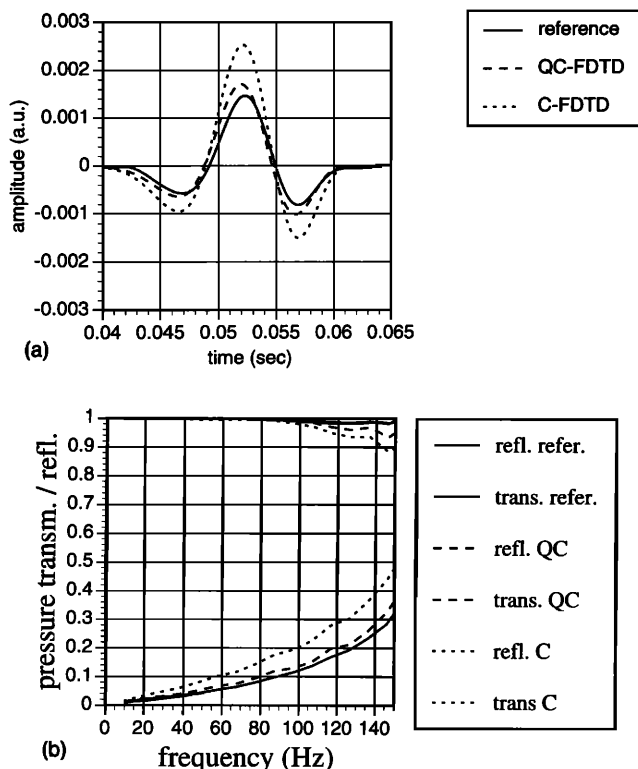 0.003
0.002
0.001
0
-0.001
-0.002
-0.003
amplitude (a.u.)
0.04 0.045 0.05 0.055 0.06 0.065
time (sec)
(a)
reference
QC-FDTD
C-FDTD
1
0.9
0.8
0.7
0.6
0.5
0.4
0.3
0.2
0.1
0
pressure transm. / refl.
0 20 40 60 80 100 120 140
frequency (Hz)
(b)
refl. refer.
trans. refer.
refl. QC
trans. QC
refl. C
trans C